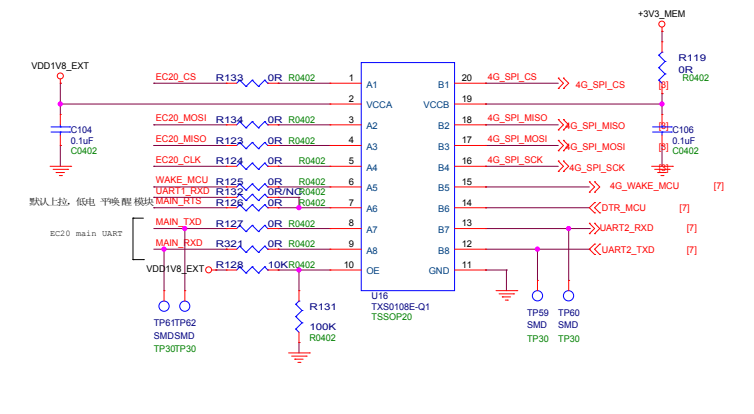 +3V3_MEM
VDD1V8_EXT
R119
0R
R0402
EC20_CS R133 0R R0402 1 A1 B1 20 4G_SPI_CS 4G_SPI_CS
2 VCCA VCCB 19
C104
0.1uF
C0402
C106
0.1uF
C0402
EC20_MOSI R134 0R R0402 3 A2 B2 18 4G_SPI_MISO 4G_SPI_MISO
EC20_MISO R123 0R R0402 4 A3 B3 17 4G_SPI_MOSI 4G_SPI_MOSI
EC20_CLK R124 0R R0402 5 A4 B4 16 4G_SPI_SCK 4G_SPI_SCK
WAKE_MCU R125 0R R0402 6 A5 B5 15 4G_WAKE_MCU [7]
UART1_RXD R132 0R/NC R0402
默认上拉, 低电 平唤醒 模块 MAIN_RTS R126 0R R0402 7 A6 B6 14 DTR_MCU [7]
MAIN_TXD R127 0R R0402 8 A7 B7 13 UART2_RXD [7]
EC20 main UART
MAIN_RXD R321 0R R0402 9 A8 B8 12 UART2_TXD [7]
VDD1V8_EXT R128 10K R0402 10 OE GND 11
U16
TXS0108E-Q1
TSSOP20
R131
100K
R0402
TP61 TP62
SMD SMD
TP30 TP30
TP59 TP60
SMD SMD
TP30 TP30